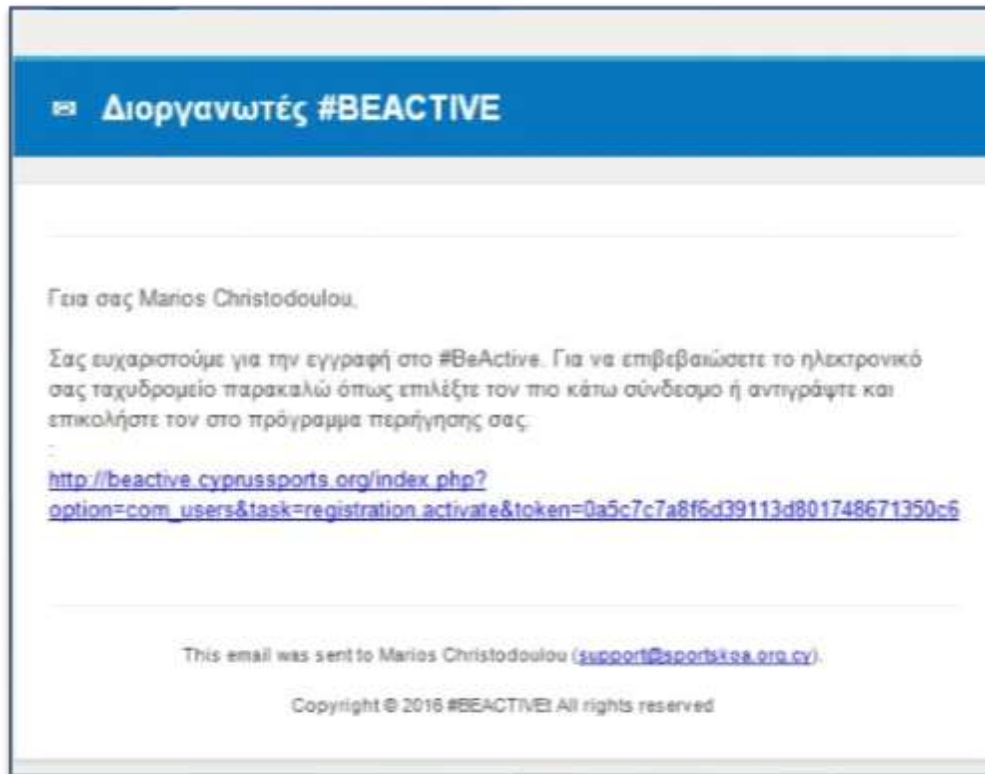 Διοργανωτές #BEACTIVE
Γεια σας Marios Christodoulou,
Σας ευχαριστούμε για την εγγραφή στο #BeActive. Για να επιβεβαιώσετε το ηλεκτρονικό
σας ταχυδρομείο παρακαλώ όπως επιλέξτε τον πιο κάτω σύνδεσμο ή αντιγράψτε και
επικολήστε τον στο πρόγραμμα περιήγησης σας:
:
http://beactive.cyprussports.org/index.php?
option=com_users&task=registration.activate&token=0a5c7c7a8f6d39113d801748671350c6
This email was sent to Marios Christodoulou (support@sportskoa.org.cy).
Copyright © 2016 #BEACTIVEt All rights reserved